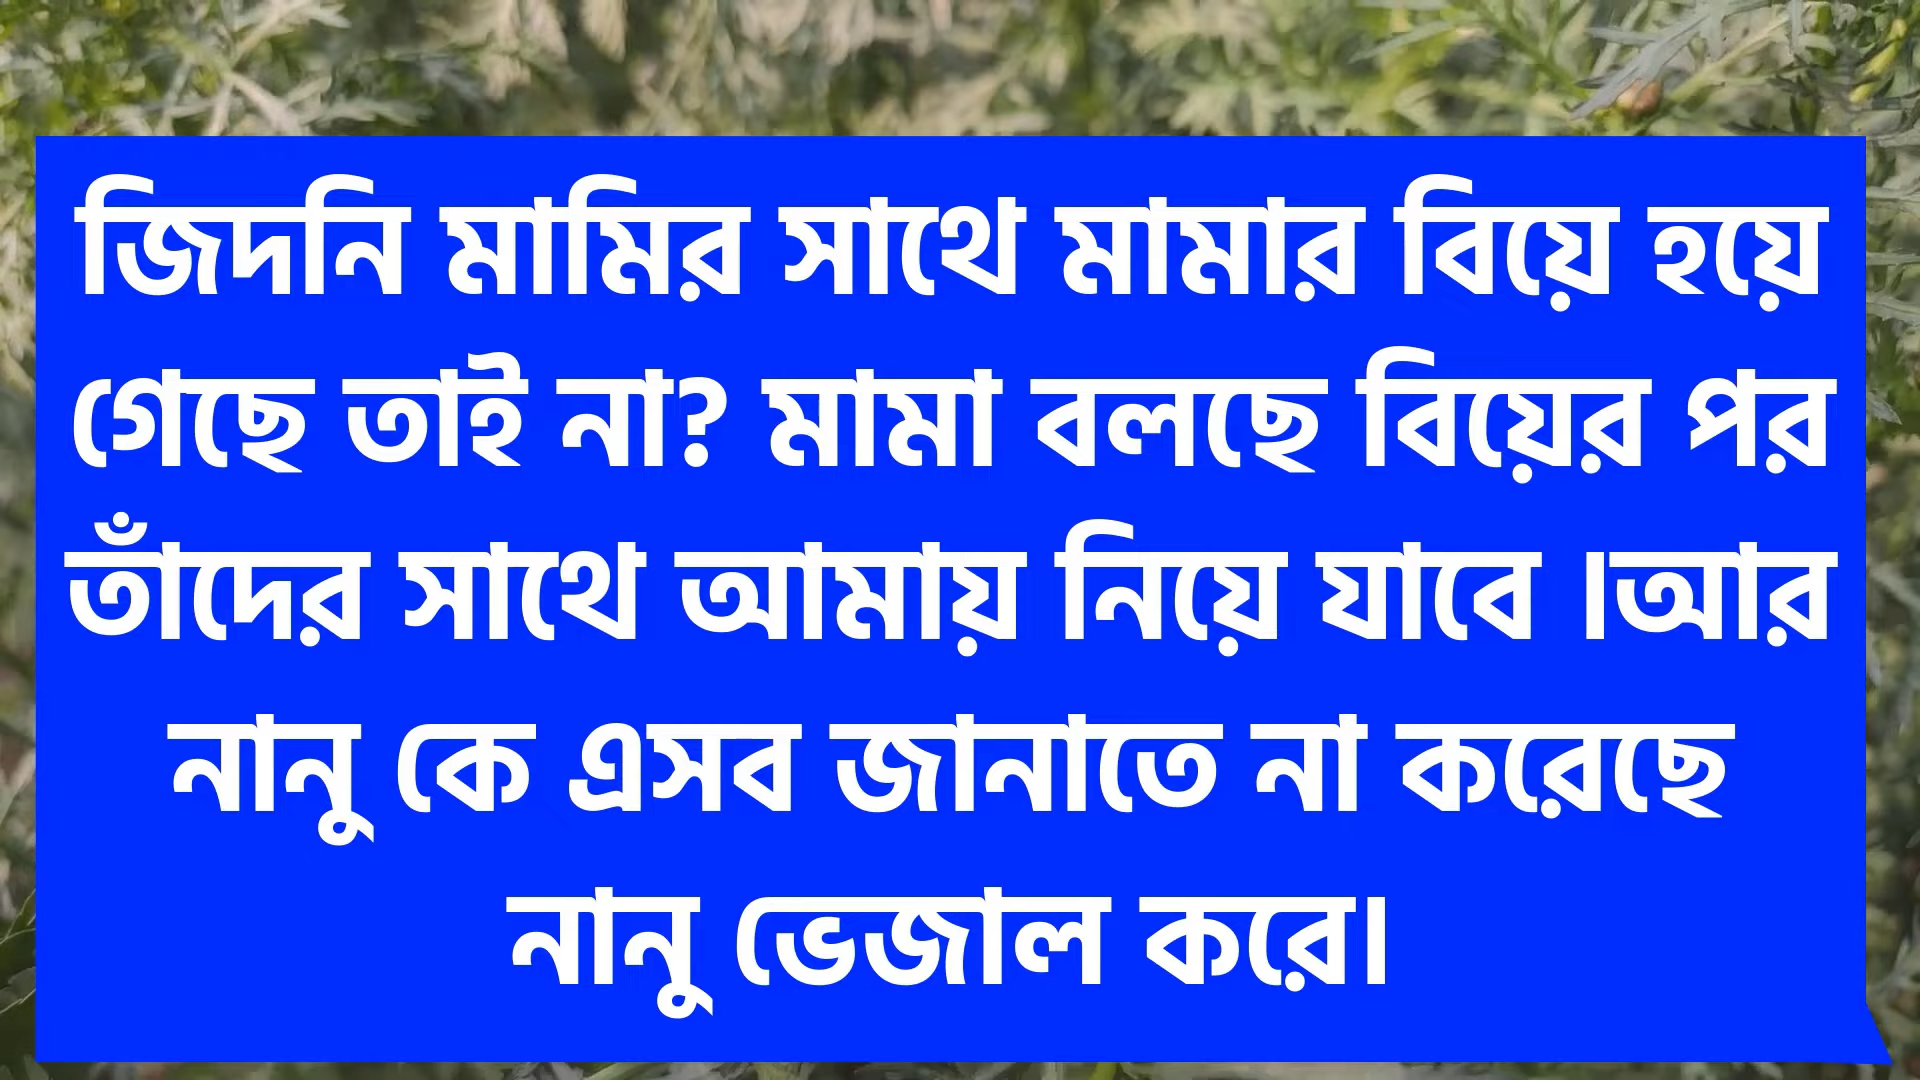 জিদনি মামির সাথে মামার বিয়ে হয়ে
গেছে তাই না? মামা বলছে বিয়ের পর
তাঁদের সাথে আমায় নিয়ে যাবে ।আর
নানু কে এসব জানাতে না করেছে
নানু ভেজাল করে।